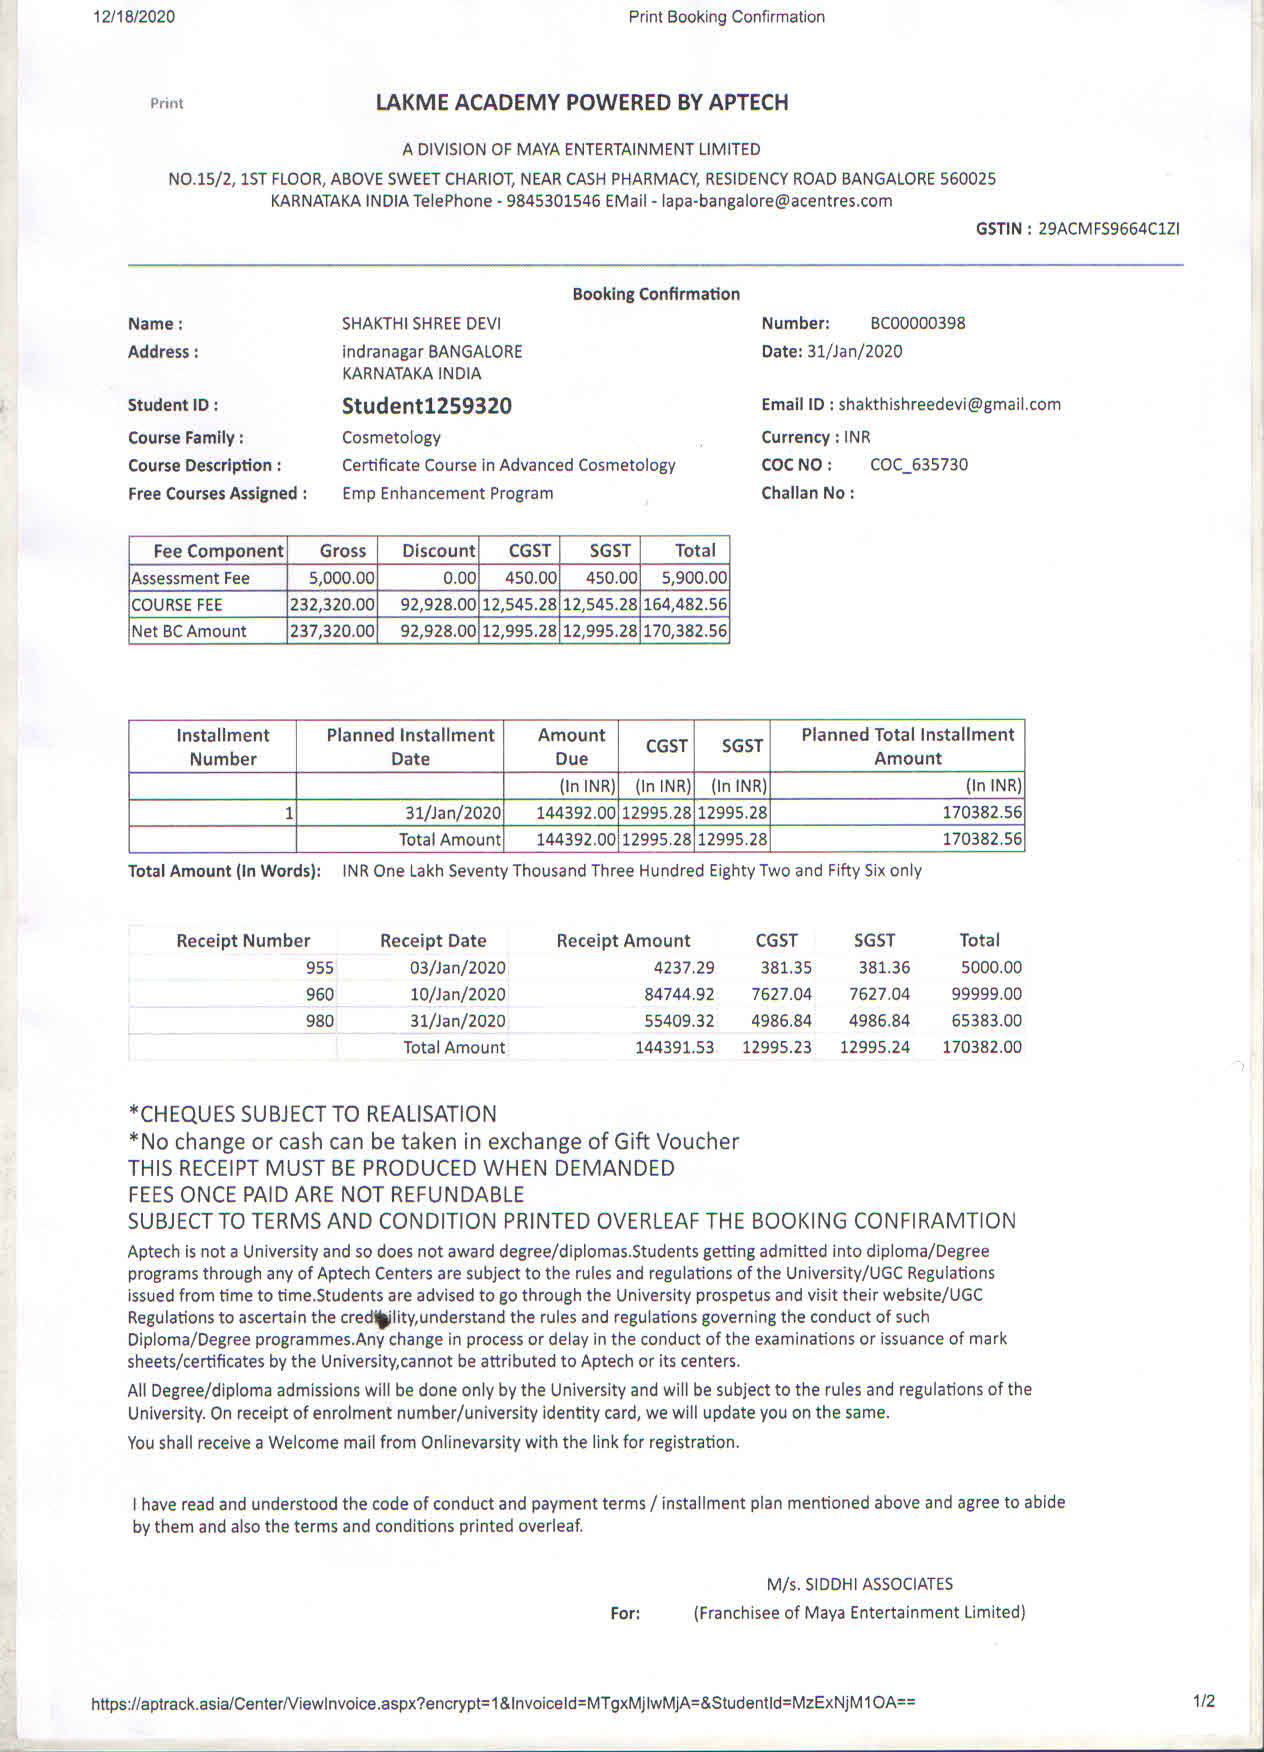 12/18/2020 Print Booking Confirmation
Print LAKME ACADEMY POWERED BY APTECH
A DIVISION OF MAYA ENTERTAINMENT LIMITED
NO.15/2, 1ST FLOOR, ABOVE SWEET CHARIOT, NEAR CASH PHARMACY, RESIDENCY ROAD BANGALORE 560025
KARNATAKA INDIA TelePhone - 9845301546 EMail - lapa-bangalore@acentres.com
GSTIN : 29ACMFS9664C1ZI
Booking Confirmation
Name : SHAKTHI SHREE DEVI Number: BC00000398
Address : indranagar BANGALORE Date: 31/Jan/2020
KARNATAKA INDIA
Student ID : Student1259320 Email ID : shakthishreedevi@gmail.com
Course Family : Cosmetology Currency : INR
Course Description : Certificate Course in Advanced Cosmetology COC NO : COC_635730
Free Courses Assigned : Emp Enhancement Program Challan No :
Fee Component Gross Discount CGST SGST Total
Assessment Fee 5,000.00 0.00 450.00 450.00 5,900.00
COURSE FEE 232,320.00 92,928.00 12,545.28 12,545.28 164,482.56
Net BC Amount 237,320.00 92,928.00 12,995.28 12,995.28 170,382.56
Installment Planned Installment Amount CGST SGST Planned Total Installment
Number Date Due Amount
(In INR) (In INR) (In INR) (In INR)
1 31/Jan/2020 144392.00 12995.28 12995.28 170382.56
Total Amount 144392.00 12995.28 12995.28 170382.56
Total Amount (In Words): INR One Lakh Seventy Thousand Three Hundred Eighty Two and Fifty Six only
Receipt Number Receipt Date Receipt Amount CGST SGST Total
955 03/Jan/2020 4237.29 381.35 381.36 5000.00
960 10/Jan/2020 84744.92 7627.04 7627.04 99999.00
980 31/Jan/2020 55409.32 4986.84 4986.84 65383.00
Total Amount 144391.53 12995.23 12995.24 170382.00
*CHEQUES SUBJECT TO REALISATION
*No change or cash can be taken in exchange of Gift Voucher
THIS RECEIPT MUST BE PRODUCED WHEN DEMANDED
FEES ONCE PAID ARE NOT REFUNDABLE
SUBJECT TO TERMS AND CONDITION PRINTED OVERLEAF THE BOOKING CONFIRAMTION
Aptech is not a University and so does not award degree/diplomas.Students getting admitted into diploma/Degree
programs through any of Aptech Centers are subject to the rules and regulations of the University/UGC Regulations
issued from time to time.Students are advised to go through the University prospetus and visit their website/UGC
Regulations to ascertain the credibility,understand the rules and regulations governing the conduct of such
Diploma/Degree programmes.Any change in process or delay in the conduct of the examinations or issuance of mark
sheets/certificates by the University,cannot be attributed to Aptech or its centers.
All Degree/diploma admissions will be done only by the University and will be subject to the rules and regulations of the
University. On receipt of enrolment number/university identity card, we will update you on the same.
You shall receive a Welcome mail from Onlinevarsity with the link for registration.
I have read and understood the code of conduct and payment terms / installment plan mentioned above and agree to abide
by them and also the terms and conditions printed overleaf.
M/s. SIDDHI ASSOCIATES
For: (Franchisee of Maya Entertainment Limited)
https://aptrack.asia/Center/ViewInvoice.aspx?encrypt=1&InvoiceId=MTgxMjIwMjA=&StudentId=MzExNjM1OA== 1/2